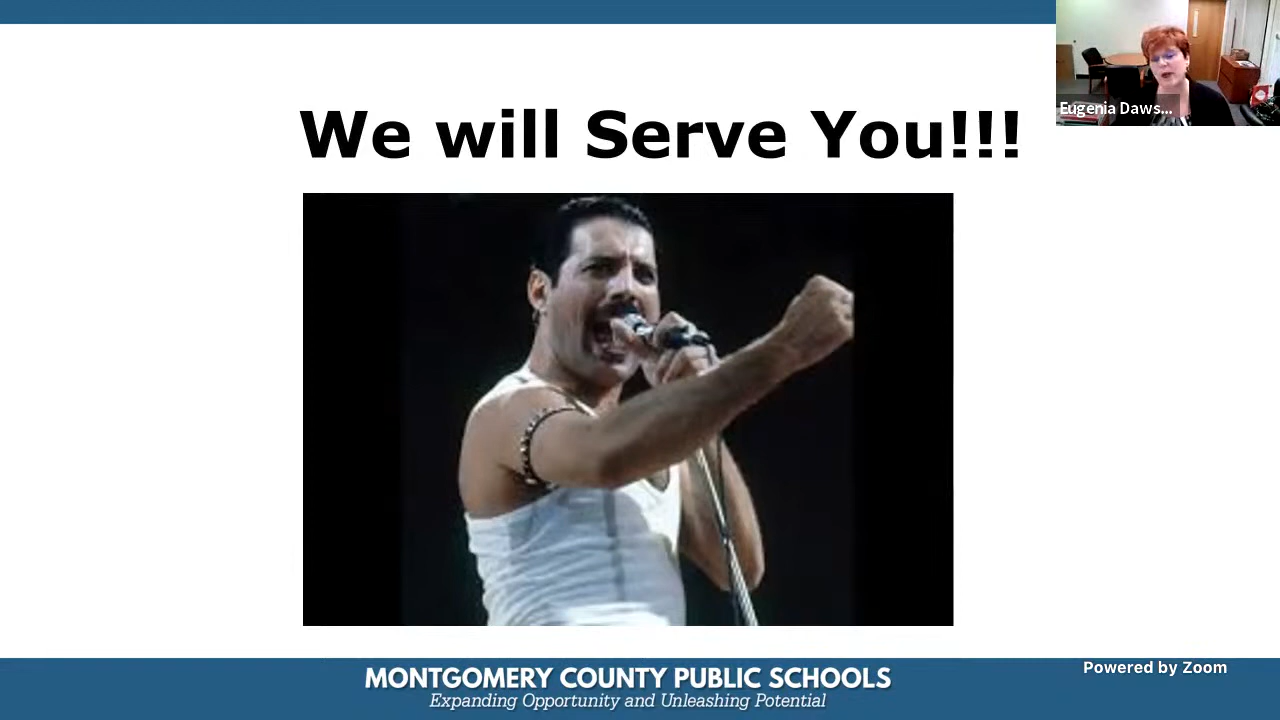 We will Serve You!!!
Eugenia Daws...
MONTGOMERY COUNTY PUBLIC SCHOOLS
Expanding Opportunity and Unleashing Potential
Powered by Zoom